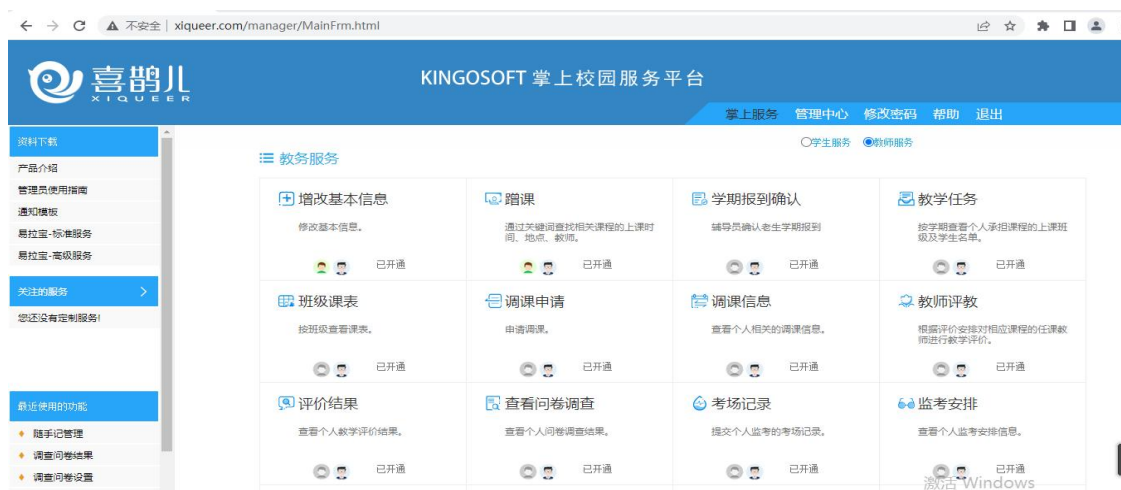 不安全 | xiqueer.com/manager/MainFrm.html
喜鹊儿
XIQUEER
KINGOSOFT 掌上校园服务平台
掌上服务 管理中心 修改密码 帮助 退出
资料下载
产品介绍
管理员使用指南
通知模板
易拉宝-标准服务
易拉宝-高级服务
关注的服务
您还没有定制服务!
最近使用的功能
随手记管理
调查问卷结果
调查问卷设置
学生服务 教师服务
教务服务
增改基本信息
修改基本信息。
已开通
蹭课
通过关键词查找相关课程的上课时
间、地点、教师。
已开通
学期报到确认
辅导员确认老生学期报到
已开通
教学任务
按学期查看个人承担课程的上课班
级及学生名单。
已开通
班级课表
按班级查看课表。
已开通
调课申请
申请调课。
已开通
调课信息
查看个人相关的调课信息。
已开通
教师评教
根据评价安排对相应课程的任课教
师进行教学评价。
已开通
评价结果
查看个人教学评价结果。
已开通
查看问卷调查
查看个人问卷调查结果。
已开通
考场记录
提交个人监考的考场记录。
已开通
监考安排
查看个人监考安排信息。
已开通
激活 Windows